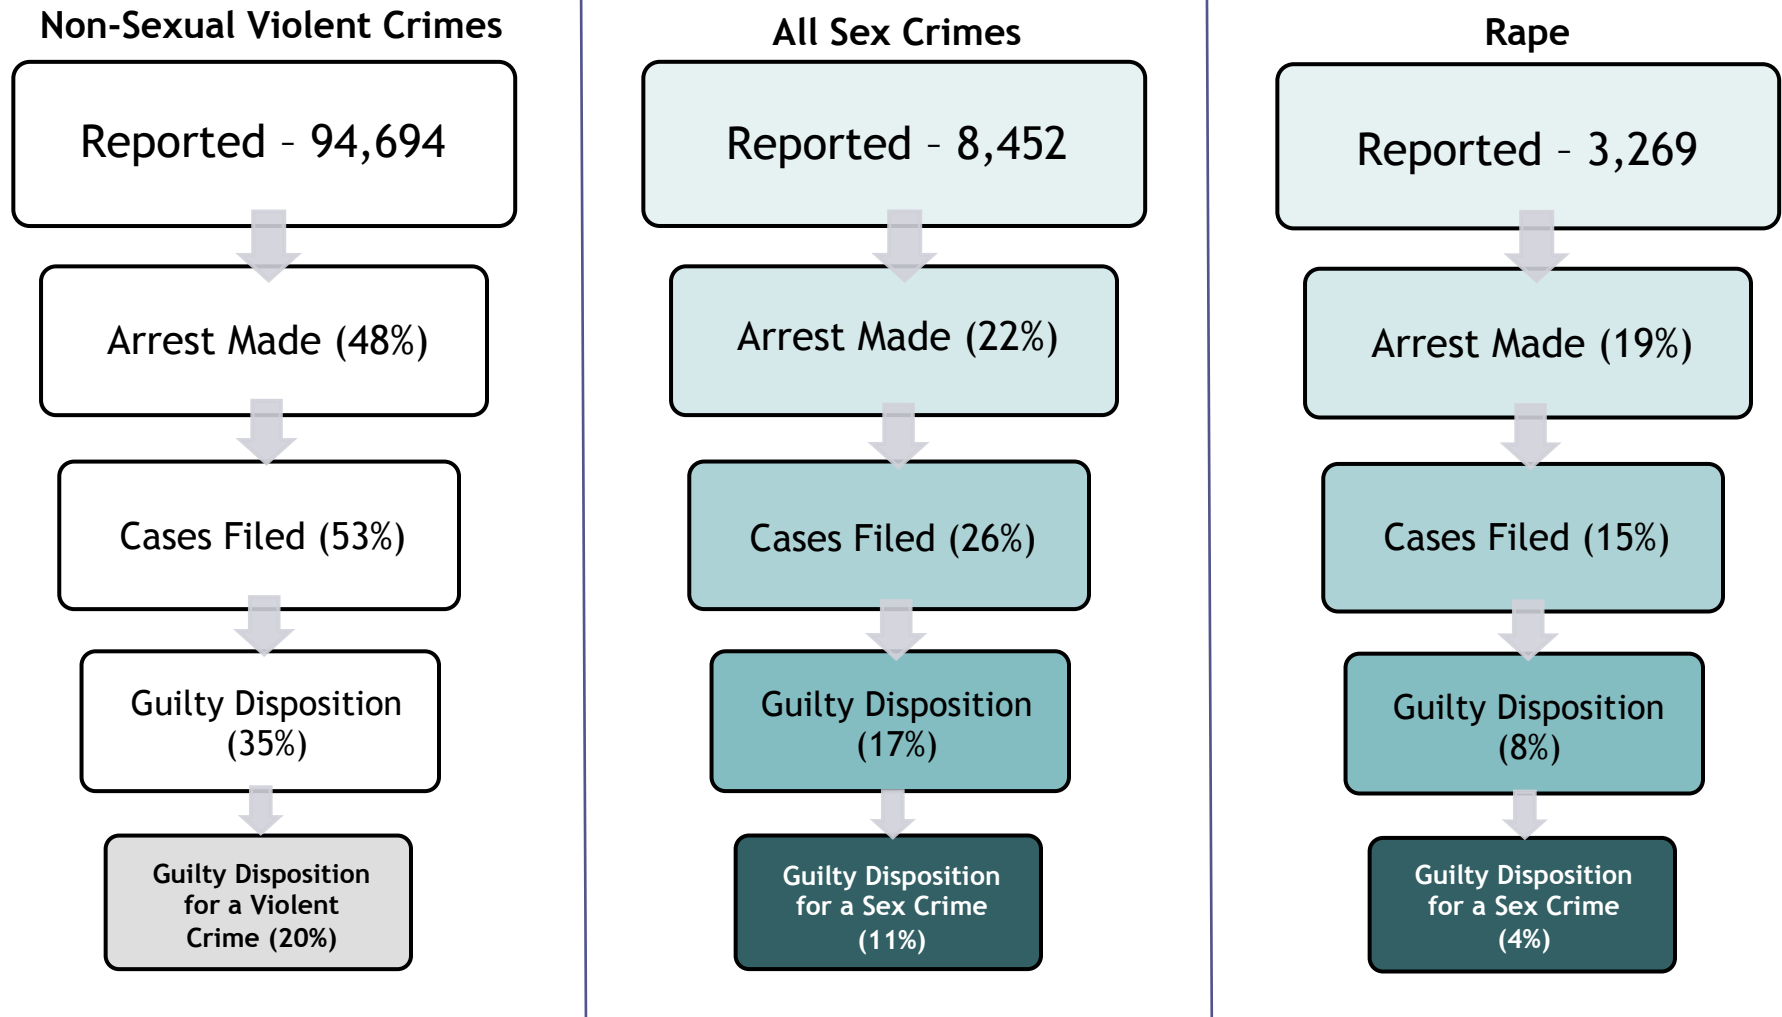 Non-Sexual Violent Crimes
Reported – 94,694
Arrest Made (48%)
Cases Filed (53%)
Guilty Disposition
(35%)
Guilty Disposition
for a Violent
Crime (20%)
All Sex Crimes
Reported – 8,452
Arrest Made (22%)
Cases Filed (26%)
Guilty Disposition
(17%)
Guilty Disposition
for a Sex Crime
(11%)
Rape
Reported – 3,269
Arrest Made (19%)
Cases Filed (15%)
Guilty Disposition
(8%)
Guilty Disposition
for a Sex Crime
(4%)